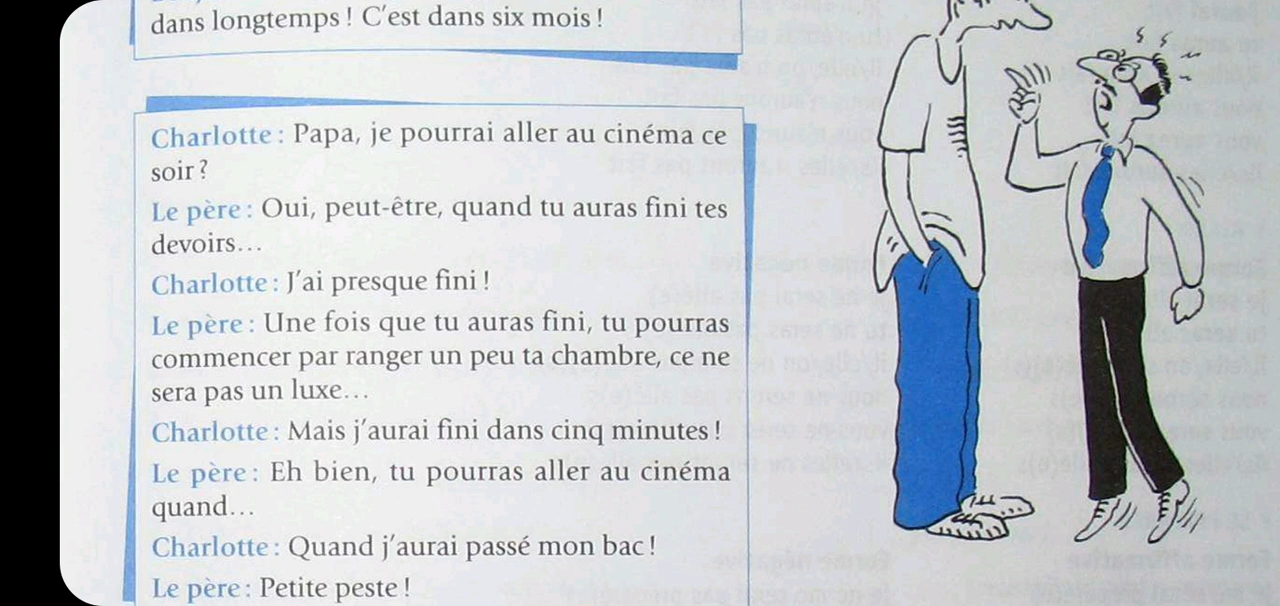 dans longtemps ! C'est dans six mois !
Charlotte : Papa, je pourrai aller au cinéma ce
soir ?
Le père : Oui, peut-être, quand tu auras fini tes
devoirs…
Charlotte : J'ai presque fini !
Le père : Une fois que tu auras fini, tu pourras
commencer par ranger un peu ta chambre, ce ne
sera pas un luxe…
Charlotte : Mais j'aurai fini dans cinq minutes !
Le père : Eh bien, tu pourras aller au cinéma
quand…
Charlotte : Quand j'aurai passé mon bac !
Le père : Petite peste !